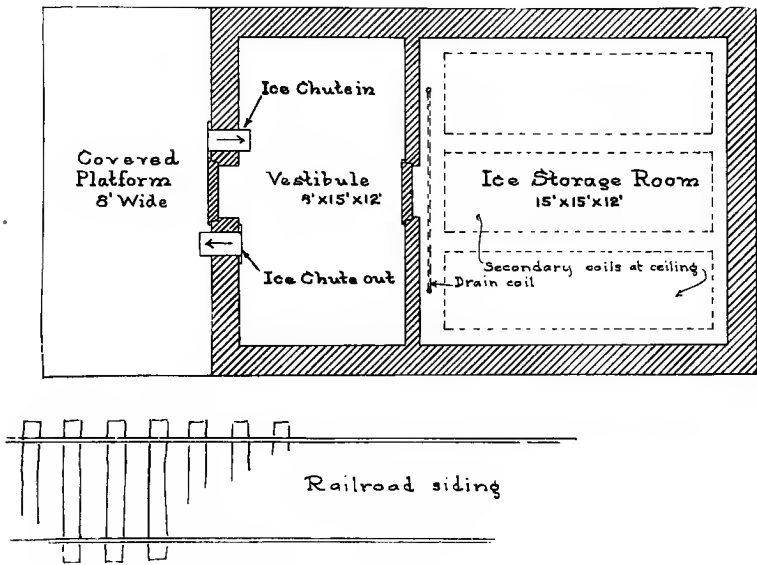 Ice Chute in
Covered
Platform
8' Wide
Vestibule
8'x15'x12'
Ice Storage Room
15'x15'x12'
Ice Chute out
Secondary coils at ceiling
Drain coil
Railroad siding